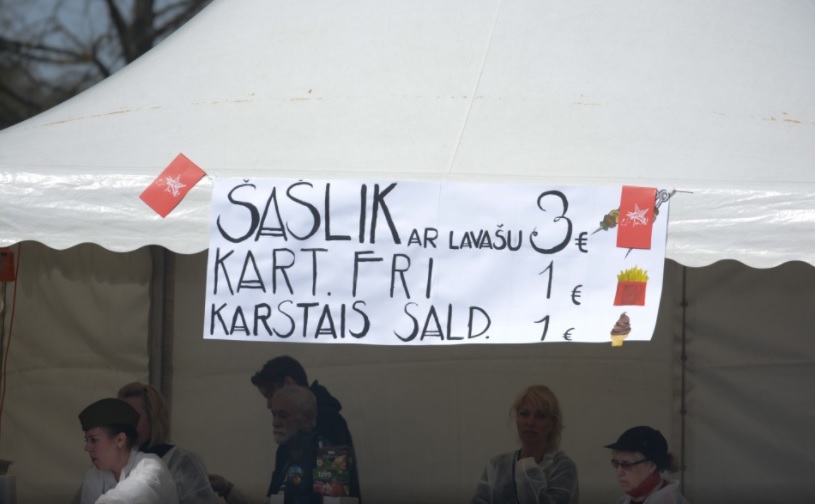 ŠAŠLIK AR LAVAŠU 3€
KART. FRI 1€
KARSTAIS SALD. 1€